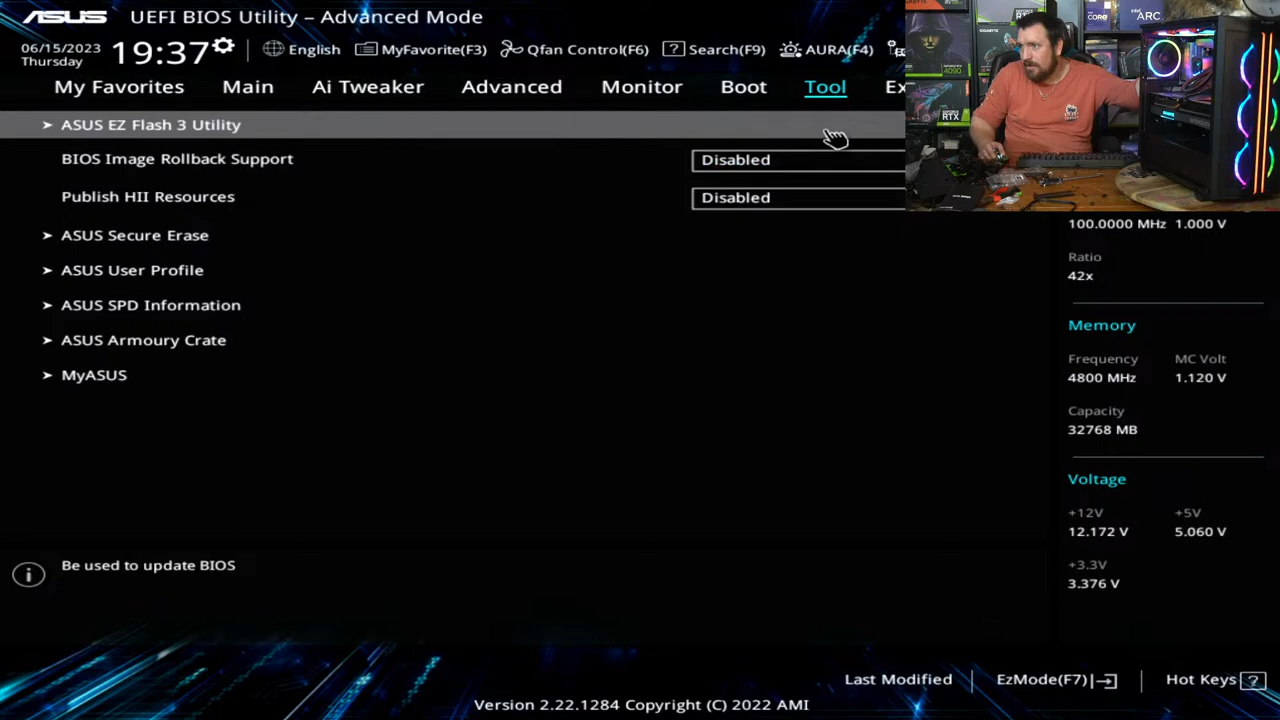 ASUS UEFI BIOS Utility – Advanced Mode
06/15/2023
Thursday
19:37
English
MyFavorite(F3)
Qfan Control(F6)
? Search(F9)
AURA(F4)
My Favorites Main Ai Tweaker Advanced Monitor Boot Tool Ex
ASUS EZ Flash 3 Utility
BIOS Image Rollback Support Disabled
Publish HII Resources Disabled
ASUS Secure Erase
ASUS User Profile
ASUS SPD Information
ASUS Armoury Crate
MyASUS
100.0000 MHz 1.000 V
Ratio
42x
Memory
Frequency MC Volt
4800 MHz 1.120 V
Capacity
32768 MB
Voltage
+12V +5V
12.172 V 5.060 V
+3.3V
3.376 V
Be used to update BIOS
Last Modified
EzMode(F7)
Hot Keys ?
Version 2.22.1284 Copyright (C) 2022 AMI
CORE
ARC
4090
RTX